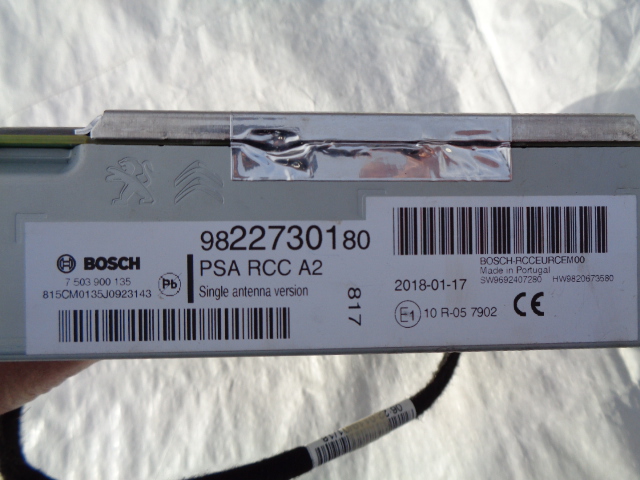 BOSCH
7 503 900 135
815CM0135J0923143
Pb
9822730180
PSA RCC A2
Single antenna version
817
BOSCH-RCCEURCFM00
Made in Portugal
SW9692407280 HW9820673580
2018-01-17
E1 10 R-05 7902
CE